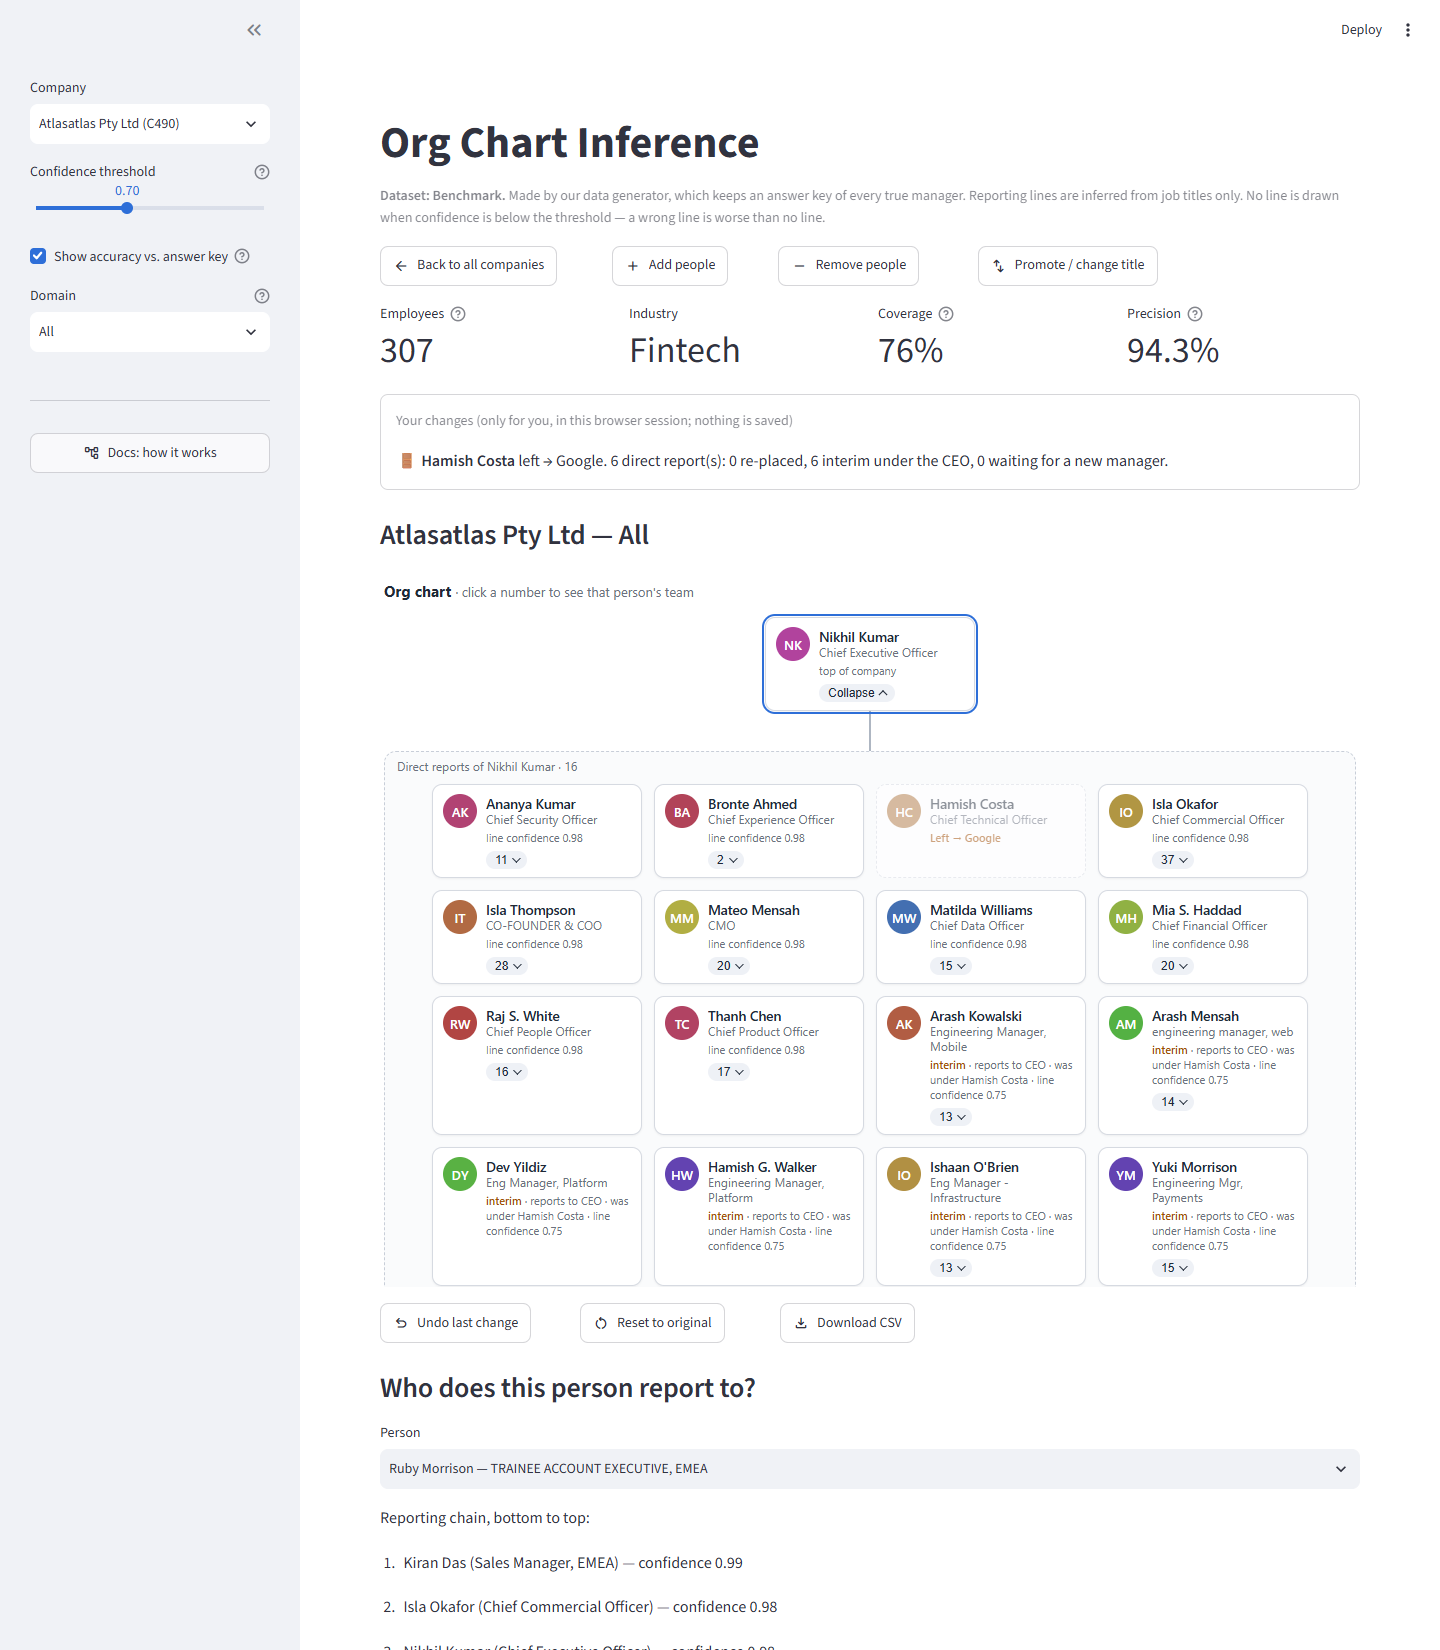 Deploy
Company
Atlasatlas Pty Ltd (C490)
Confidence threshold
0.70
Show accuracy vs. answer key
Domain
All
Docs: how it works
Org Chart Inference
Dataset: Benchmark. Made by our data generator, which keeps an answer key of every true manager. Reporting lines are inferred from job titles only. No line is drawn
when confidence is below the threshold — a wrong line is worse than no line.
Back to all companies
Add people
Remove people
Promote / change title
Employees
307
Industry
Fintech
Coverage
76%
Precision
94.3%
Your changes (only for you, in this browser session; nothing is saved)
Hamish Costa left → Google. 6 direct report(s): 0 re-placed, 6 interim under the CEO, 0 waiting for a new manager.
Atlasatlas Pty Ltd — All
Org chart · click a number to see that person's team
NK
Nikhil Kumar
Chief Executive Officer
top of company
Collapse
Direct reports of Nikhil Kumar · 16
AK
Ananya Kumar
Chief Security Officer
line confidence 0.98
11
BA
Bronte Ahmed
Chief Experience Officer
line confidence 0.98
2
HC
Hamish Costa
Chief Technical Officer
Left → Google
IO
Isla Okafor
Chief Commercial Officer
line confidence 0.98
37
IT
Isla Thompson
CO-FOUNDER & COO
line confidence 0.98
28
MM
Mateo Mensah
CMO
line confidence 0.98
20
MW
Matilda Williams
Chief Data Officer
line confidence 0.98
15
MH
Mia S. Haddad
Chief Financial Officer
line confidence 0.98
20
RW
Raj S. White
Chief People Officer
line confidence 0.98
16
TC
Thanh Chen
Chief Product Officer
line confidence 0.98
17
AK
Arash Kowalski
Engineering Manager,
Mobile
interim · reports to CEO · was
under Hamish Costa · line
confidence 0.75
13
AM
Arash Mensah
engineering manager, web
interim · reports to CEO · was
under Hamish Costa · line
confidence 0.75
14
DY
Dev Yildiz
Eng Manager, Platform
interim · reports to CEO · was
under Hamish Costa · line
confidence 0.75
HW
Hamish G. Walker
Engineering Manager,
Platform
interim · reports to CEO · was
under Hamish Costa · line
confidence 0.75
IO
Ishaan O'Brien
Eng Manager -
Infrastructure
interim · reports to CEO · was
under Hamish Costa · line
confidence 0.75
13
YM
Yuki Morrison
Engineering Mgr,
Payments
interim · reports to CEO · was
under Hamish Costa · line
confidence 0.75
15
Undo last change
Reset to original
Download CSV
Who does this person report to?
Person
Ruby Morrison — TRAINEE ACCOUNT EXECUTIVE, EMEA
Reporting chain, bottom to top:
1. Kiran Das (Sales Manager, EMEA) — confidence 0.99
2. Isla Okafor (Chief Commercial Officer) — confidence 0.98
3. Nikhil Kumar (Chief Executive Officer) — confidence 0.98